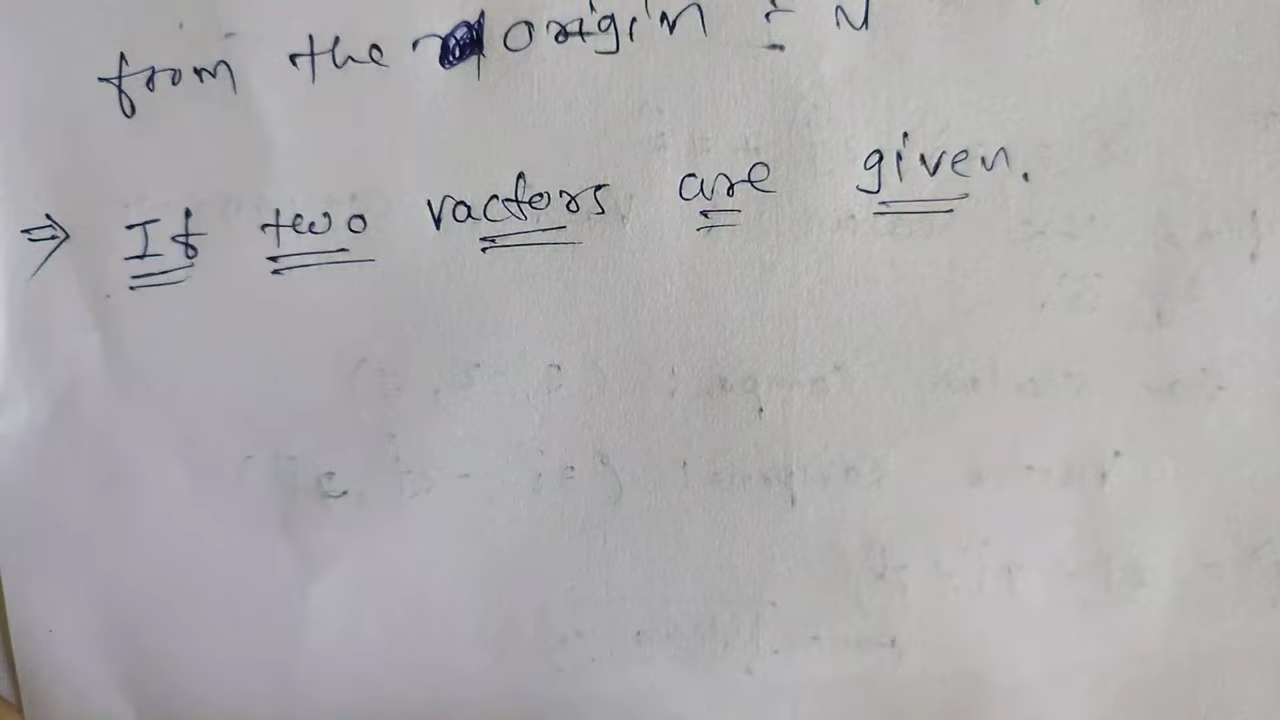 from the origin = N
⇒ If two vactors are given.